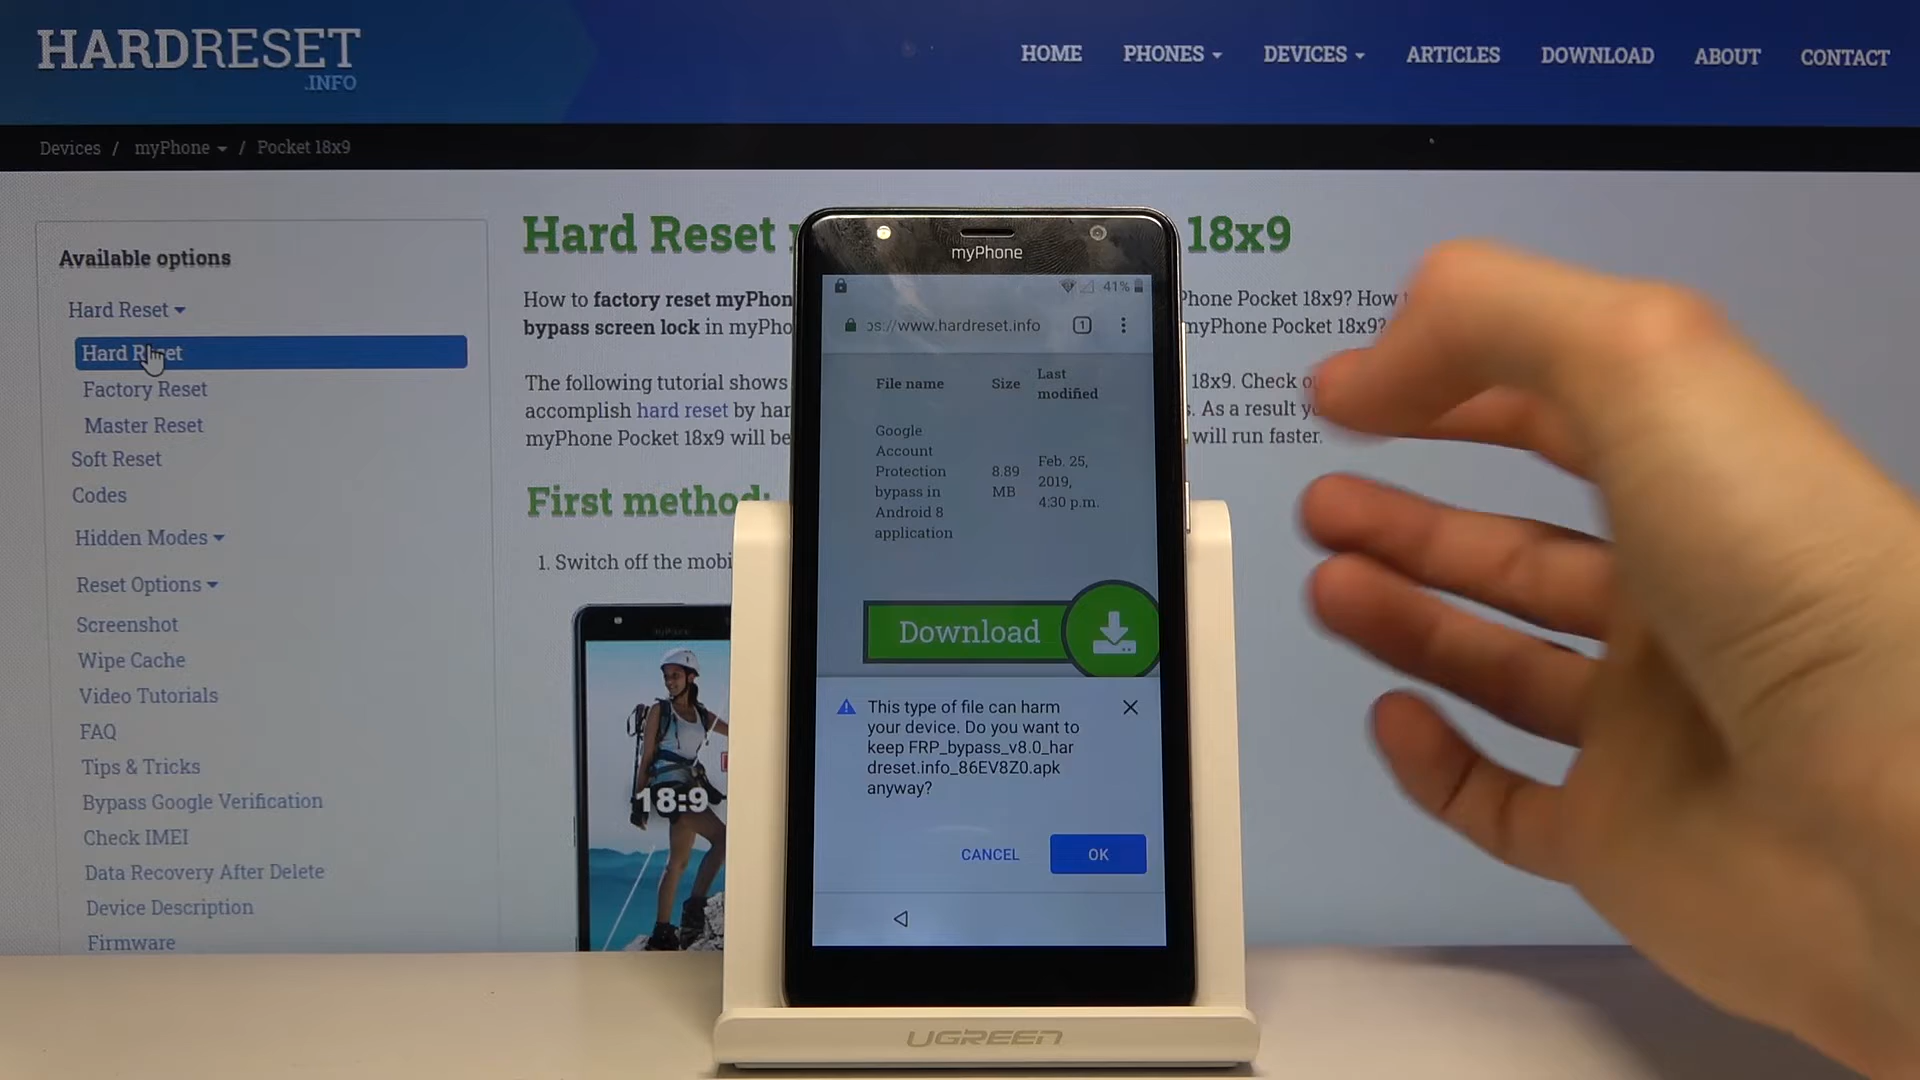 HARDRESET
.INFO
HOME PHONES DEVICES ARTICLES DOWNLOAD ABOUT CONTACT
Devices / myPhone / Pocket 18x9
Available options
Hard Reset
Hard Reset
Factory Reset
Master Reset
Soft Reset
Codes
Hidden Modes
Reset Options
Screenshot
Wipe Cache
Video Tutorials
FAQ
Tips & Tricks
Bypass Google Verification
Check IMEI
Data Recovery After Delete
Device Description
Firmware
Hard Reset 18x9
How to factory reset myPhon Phone Pocket 18x9? How
bypass screen lock in myPho myPhone Pocket 18x9?
The following tutorial shows 18x9. Check
accomplish hard reset by har s. As a result
myPhone Pocket 18x9 will be will run faster.
First method:
1. Switch off the mobi
18:9
myPhone
41%
ps://www.hardreset.info 1
File name Size Last modified
Google
Account
Protection
bypass in
Android 8
application
8.89
MB
Feb. 25,
2019,
4:30 p.m.
Download
This type of file can harm
your device. Do you want to
keep FRP_bypass_v8.0_har
dreset.info_86EV8Z0.apk
anyway?
CANCEL OK
UGREEN